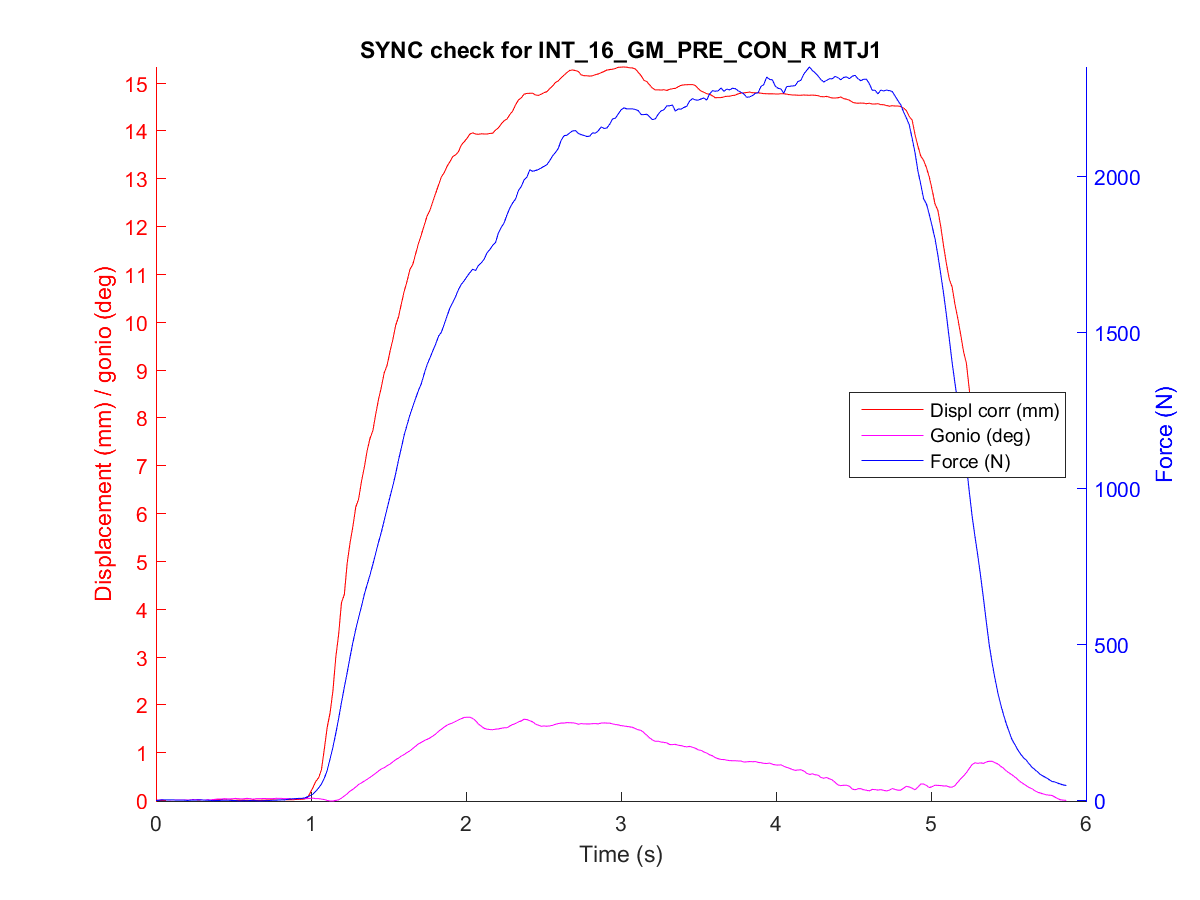 SYNC check for INT_16_GM_PRE_CON_R MTJ1
Displacement (mm) / gonio (deg)
15
14
13
12
11
10
9
8
7
6
5
4
3
2
1
0
2000
1500
1000
500
0
Force (N)
Displ corr (mm)
Gonio (deg)
Force (N)
0 1 2 3 4 5 6
Time (s)